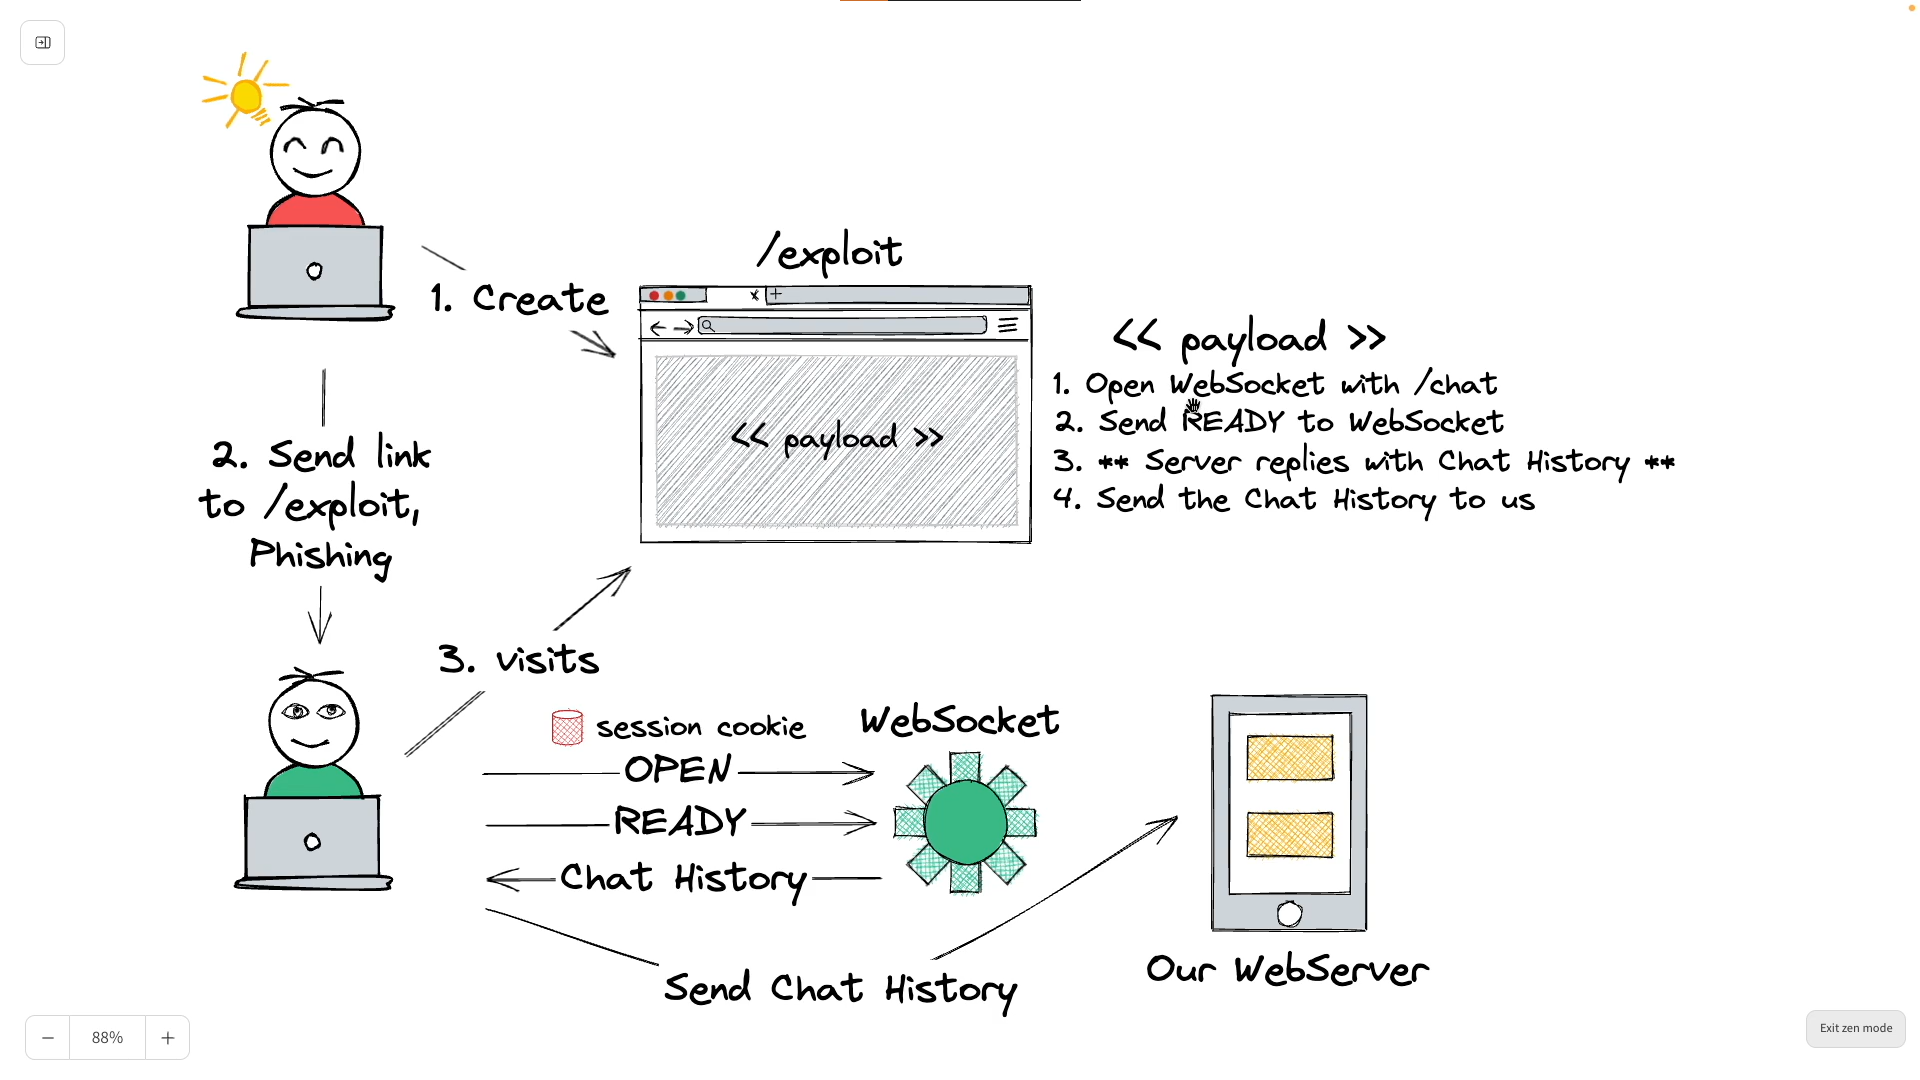 /exploit
1. Create
<< payload >>
<< payload >>
1. Open WebSocket with /chat
2. Send READY to WebSocket
3. ** Server replies with Chat History **
4. Send the Chat History to us
2. Send link
to /exploit,
Phishing
3. visits
session cookie
WebSocket
OPEN
READY
Chat History
Send Chat History
Our WebServer
88%
Exit zen mode